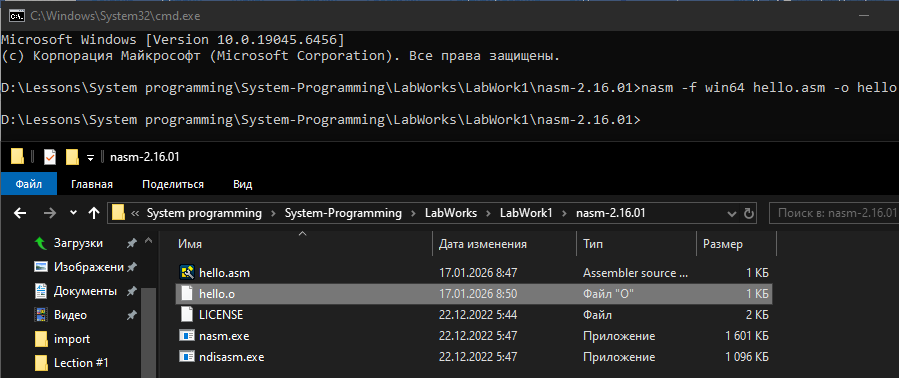 C:\Windows\System32\cmd.exe
Microsoft Windows [Version 10.0.19045.6456]
(c) Корпорация Майкрософт (Microsoft Corporation). Все права защищены.
D:\Lessons\System programming\System-Programming\LabWorks\LabWork1\nasm-2.16.01>nasm -f win64 hello.asm -o hello
D:\Lessons\System programming\System-Programming\LabWorks\LabWork1\nasm-2.16.01>
nasm-2.16.01
Файл Главная Поделиться Вид
« System programming > System-Programming > LabWorks > LabWork1 > nasm-2.16.01 Поиск в: nasm-2.16.01
Загрузки
Изображени
Документы
Видео
import
Lection #1
Имя Дата изменения Тип Размер
hello.asm 17.01.2026 8:47 Assembler source ... 1 КБ
hello.o 17.01.2026 8:50 Файл "O" 1 КБ
LICENSE 22.12.2022 5:44 Файл 2 КБ
nasm.exe 22.12.2022 5:47 Приложение 1 601 КБ
ndisasm.exe 22.12.2022 5:47 Приложение 1 096 КБ